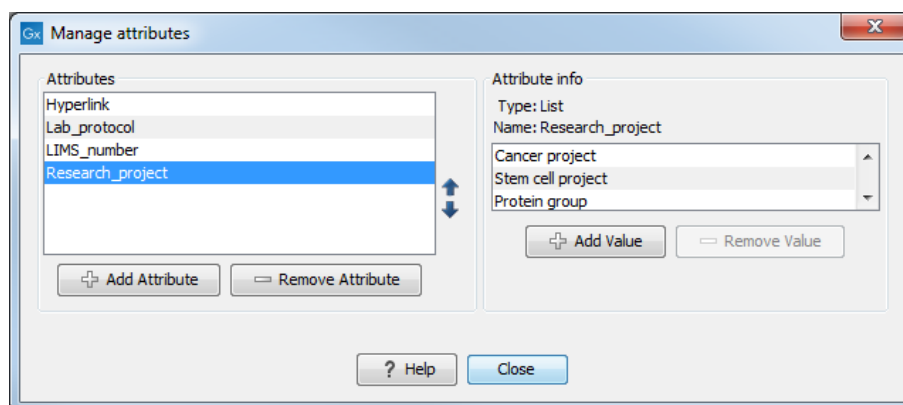 Gx Manage attributes
X
Attributes
Hyperlink
Lab_protocol
LIMS_number
Research_project
Add Attribute
Remove Attribute
Attribute info
Type: List
Name: Research_project
Cancer project
Stem cell project
Protein group
Add Value
Remove Value
? Help
Close